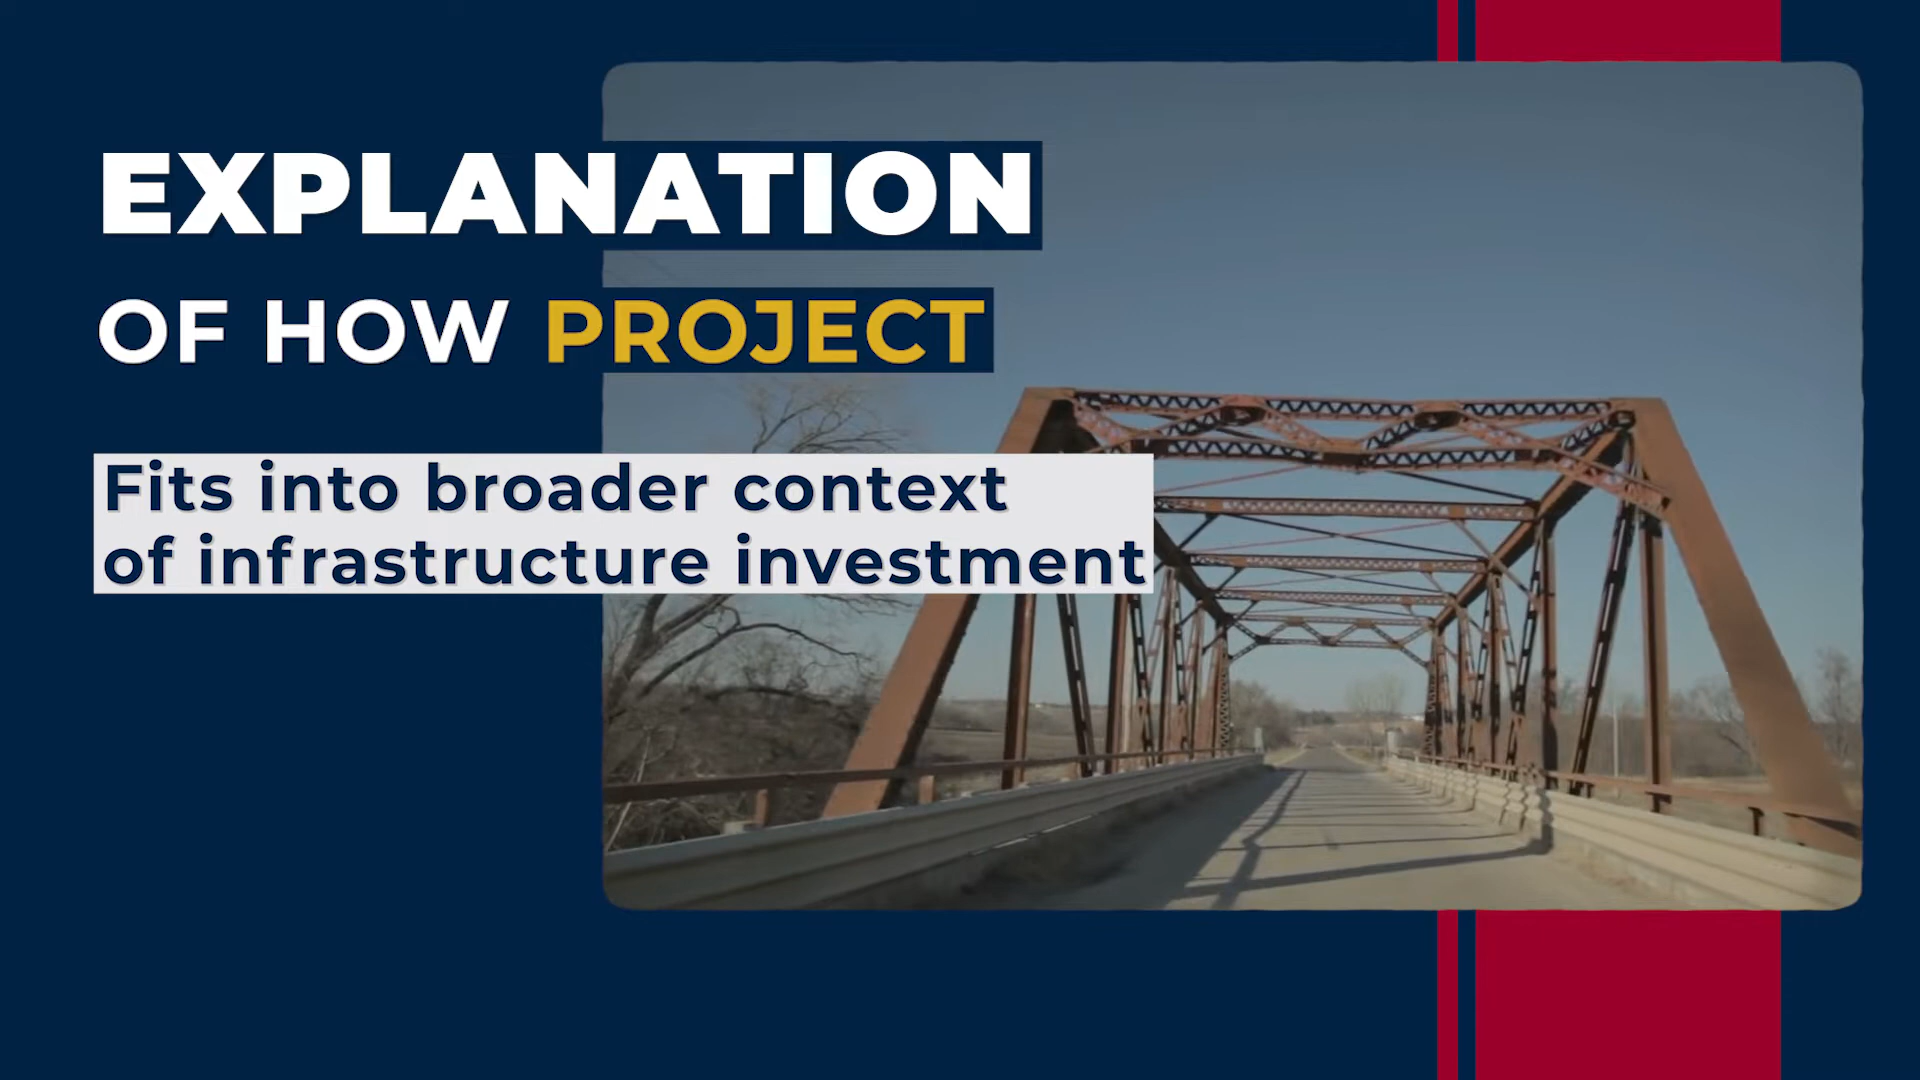 EXPLANATION
OF HOW PROJECT
Fits into broader context
of infrastructure investment